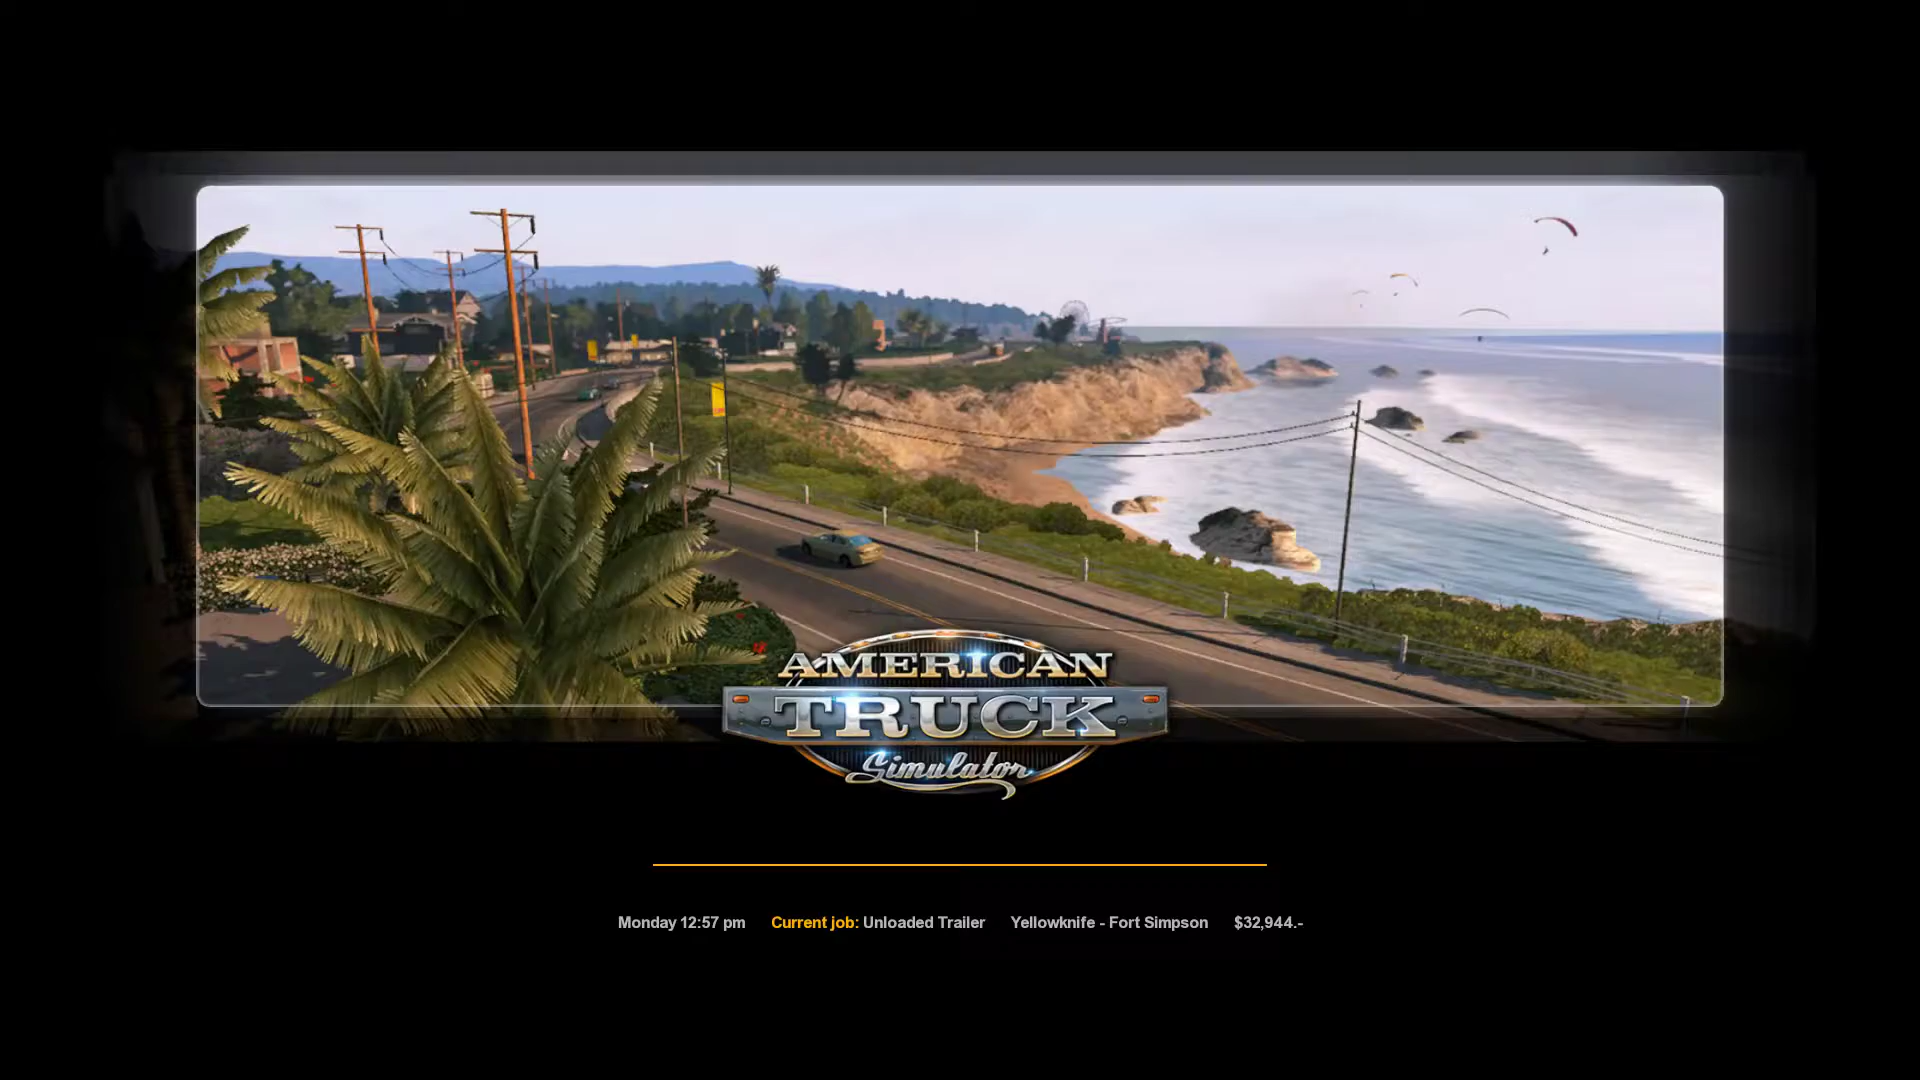 AMERICAN
TRUCK
Simulator
Monday 12:57 pm Current job: Unloaded Trailer Yellowknife - Fort Simpson $32,944.-